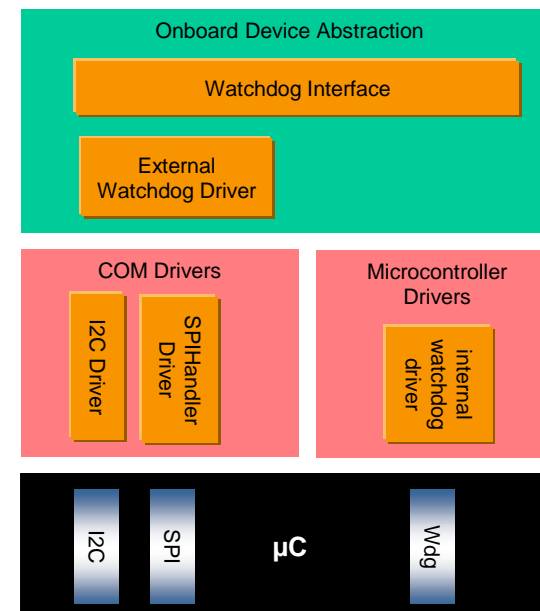 Onboard Device Abstraction
Watchdog Interface
External
Watchdog Driver
COM Drivers
I2C Driver
SPIHandler
Driver
Microcontroller
Drivers
internal
watchdog
driver
I2C
SPI
µC
Wdg